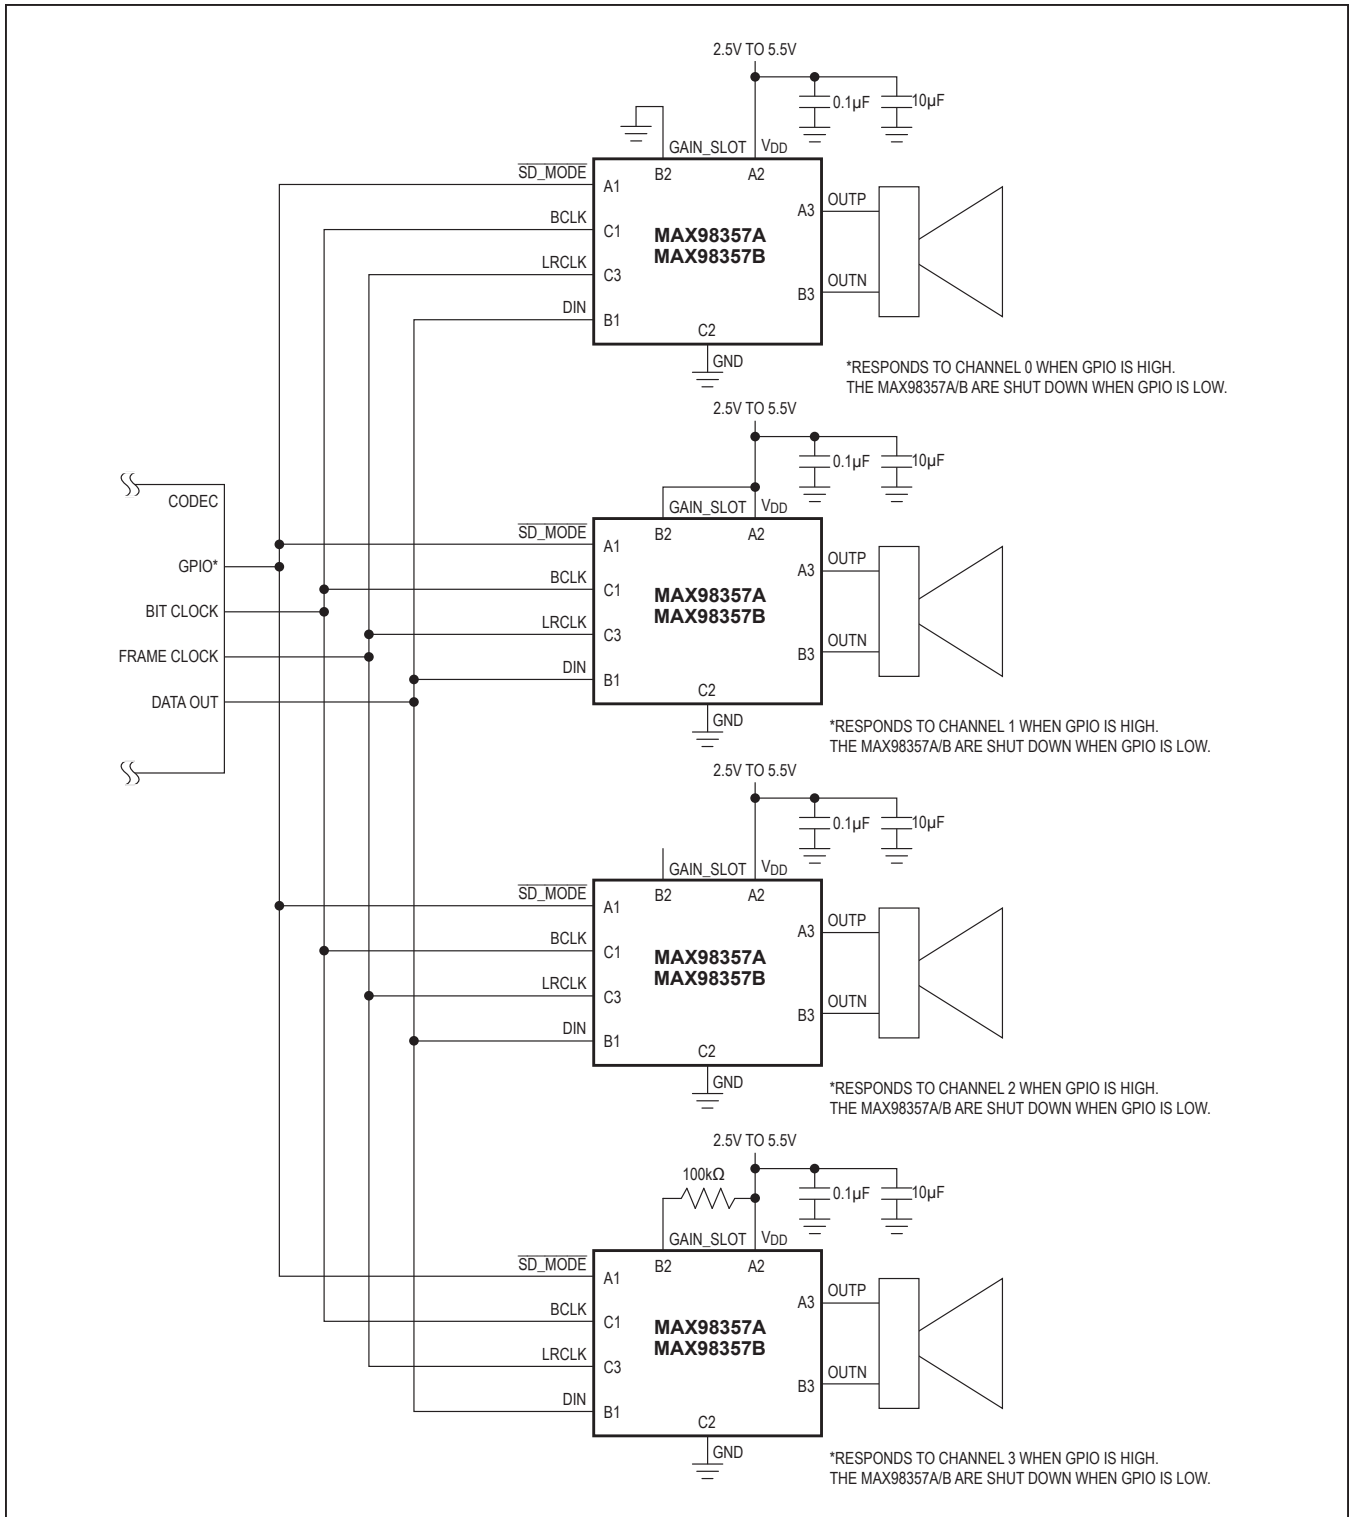 2.5V TO 5.5V
0.1µF
10µF
GAIN_SLOT
VDD
SD_MODE
B2
A2
A1
BCLK
C1
LRCLK
C3
DIN
B1
MAX98357A
MAX98357B
A3
OUTP
B3
OUTN
C2
GND
*RESPONDS TO CHANNEL 0 WHEN GPIO IS HIGH.
THE MAX98357A/B ARE SHUT DOWN WHEN GPIO IS LOW.
CODEC
GPIO*
BIT CLOCK
FRAME CLOCK
DATA OUT
2.5V TO 5.5V
0.1µF
10µF
GAIN_SLOT
VDD
SD_MODE
B2
A2
A1
BCLK
C1
LRCLK
C3
DIN
B1
MAX98357A
MAX98357B
A3
OUTP
B3
OUTN
C2
GND
*RESPONDS TO CHANNEL 1 WHEN GPIO IS HIGH.
THE MAX98357A/B ARE SHUT DOWN WHEN GPIO IS LOW.
2.5V TO 5.5V
0.1µF
10µF
GAIN_SLOT
VDD
SD_MODE
B2
A2
A1
BCLK
C1
LRCLK
C3
DIN
B1
MAX98357A
MAX98357B
A3
OUTP
B3
OUTN
C2
GND
*RESPONDS TO CHANNEL 2 WHEN GPIO IS HIGH.
THE MAX98357A/B ARE SHUT DOWN WHEN GPIO IS LOW.
2.5V TO 5.5V
100kΩ
0.1µF
10µF
GAIN_SLOT
VDD
SD_MODE
B2
A2
A1
BCLK
C1
LRCLK
C3
DIN
B1
MAX98357A
MAX98357B
A3
OUTP
B3
OUTN
C2
GND
*RESPONDS TO CHANNEL 3 WHEN GPIO IS HIGH.
THE MAX98357A/B ARE SHUT DOWN WHEN GPIO IS LOW.